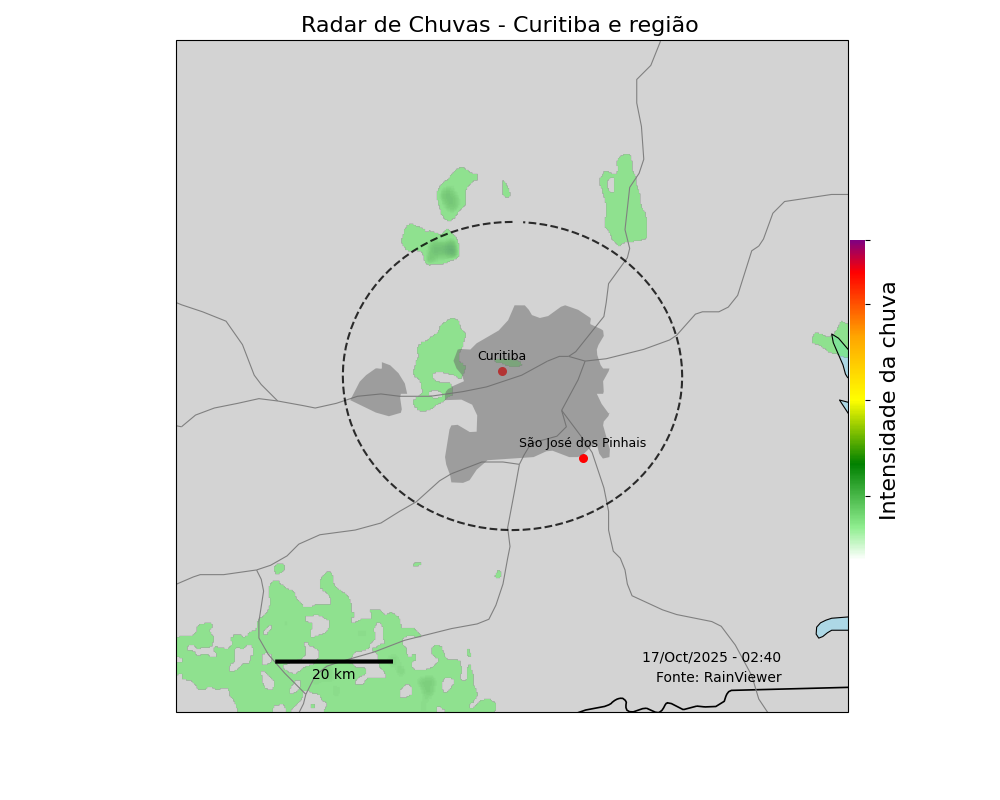 Radar de Chuvas - Curitiba e região
Curitiba
São José dos Pinhais
Intensidade da chuva
17/Oct/2025 - 02:40
Fonte: RainViewer
20 km